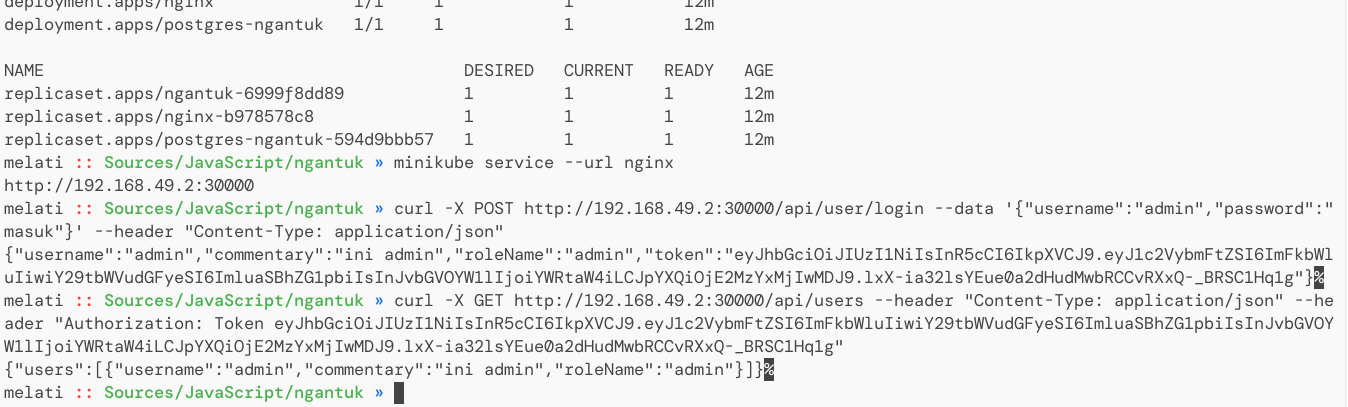 deployment.apps/nginx 1/1 1 1 12m
deployment.apps/postgres-ngantuk 1/1 1 1 12m
NAME DESIRED CURRENT READY AGE
replicaset.apps/ngantuk-6999f8dd89 1 1 1 12m
replicaset.apps/nginx-b978578c8 1 1 1 12m
replicaset.apps/postgres-ngantuk-594d9bbb57 1 1 1 12m
melati :: Sources/JavaScript/ngantuk » minikube service --url nginx
http://192.168.49.2:30000
melati :: Sources/JavaScript/ngantuk » curl -X POST http://192.168.49.2:30000/api/user/login --data '{"username":"admin","password":"
masuk"}' --header "Content-Type: application/json"
{"username":"admin","commentary":"ini admin","roleName":"admin","token":"eyJhbGciOiJIUzI1NiIsInR5cCI6IkpXVCJ9.eyJ1c2VybmFtZSI6ImFkbWl
uIiwiY29tbWVudGFyeSI6ImluaSBhZG1pbiIsInJvbGVOYW1lIjoiYWRtaW4iLCJpYXQiOjE2MzYxMjIwMDJ9.lxX-ia32lsYEue0a2dHudMwbRCCvRXxQ-_BRSC1Hq1g"}%
melati :: Sources/JavaScript/ngantuk » curl -X GET http://192.168.49.2:30000/api/users --header "Content-Type: application/json" --he
ader "Authorization: Token eyJhbGciOiJIUzI1NiIsInR5cCI6IkpXVCJ9.eyJ1c2VybmFtZSI6ImFkbWluIiwiY29tbWVudGFyeSI6ImluaSBhZG1pbiIsInJvbGVOY
W1lIjoiYWRtaW4iLCJpYXQiOjE2MzYxMjIwMDJ9.lxX-ia32lsYEue0a2dHudMwbRCCvRXxQ-_BRSC1Hq1g"
{"users":[{"username":"admin","commentary":"ini admin","roleName":"admin"}]}%
melati :: Sources/JavaScript/ngantuk »